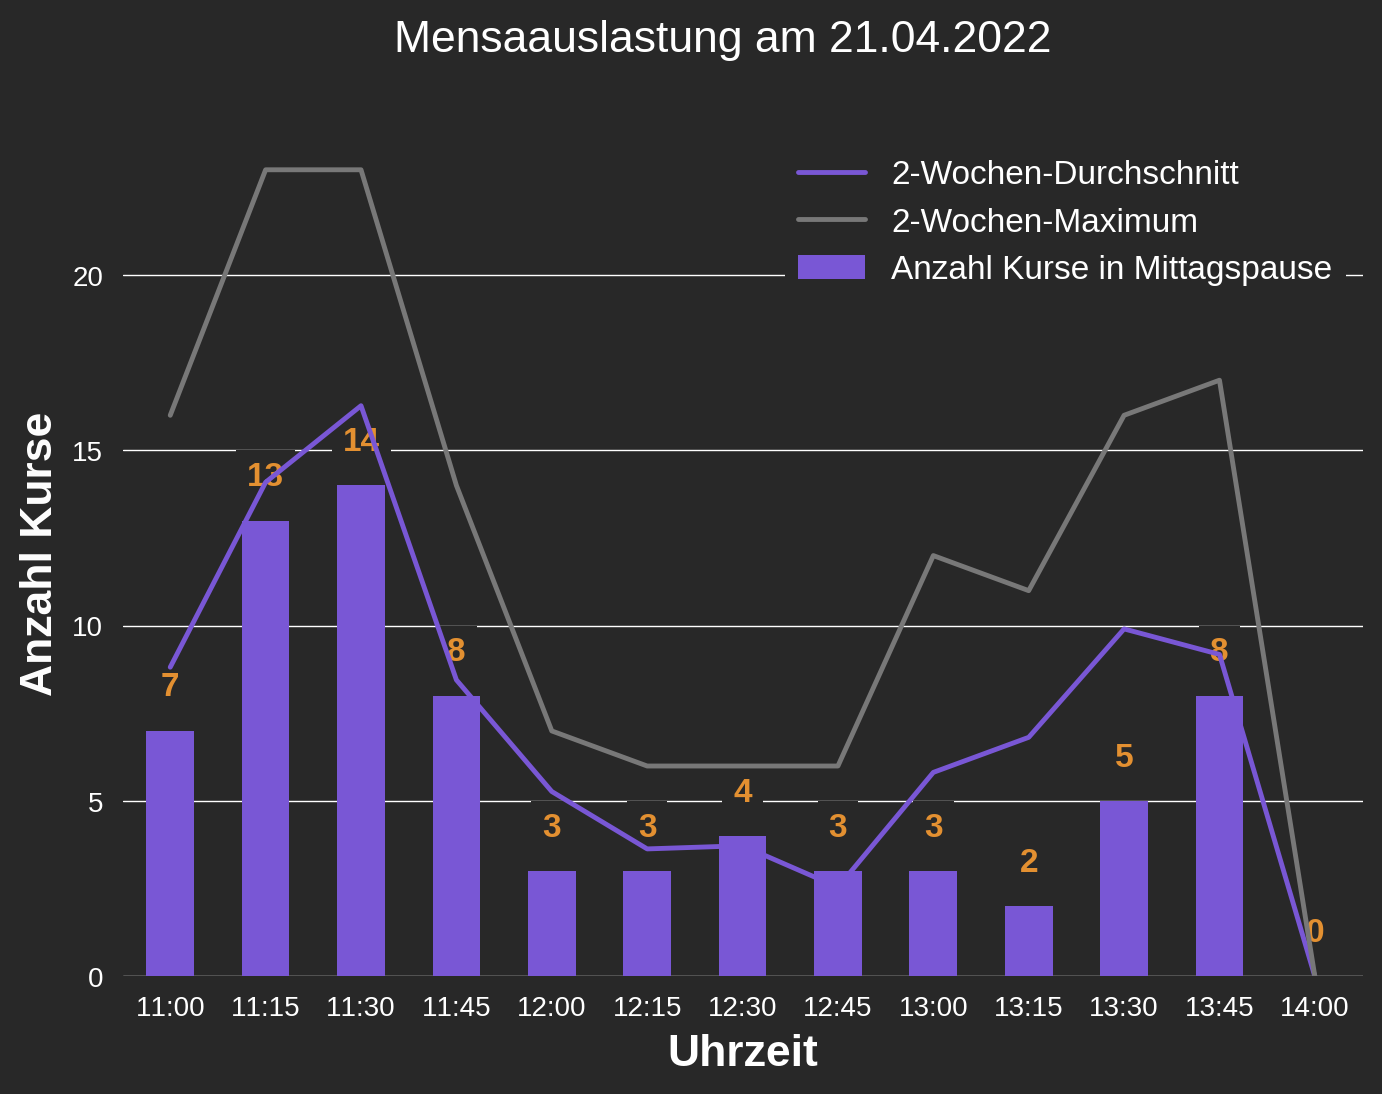 Mensaauslastung am 21.04.2022
2-Wochen-Durchschnitt
2-Wochen-Maximum
Anzahl Kurse in Mittagspause
Anzahl Kurse
20
15
10
5
0
7
13
14
8
3
3
4
3
3
2
5
8
0
11:00 11:15 11:30 11:45 12:00 12:15 12:30 12:45 13:00 13:15 13:30 13:45 14:00
Uhrzeit